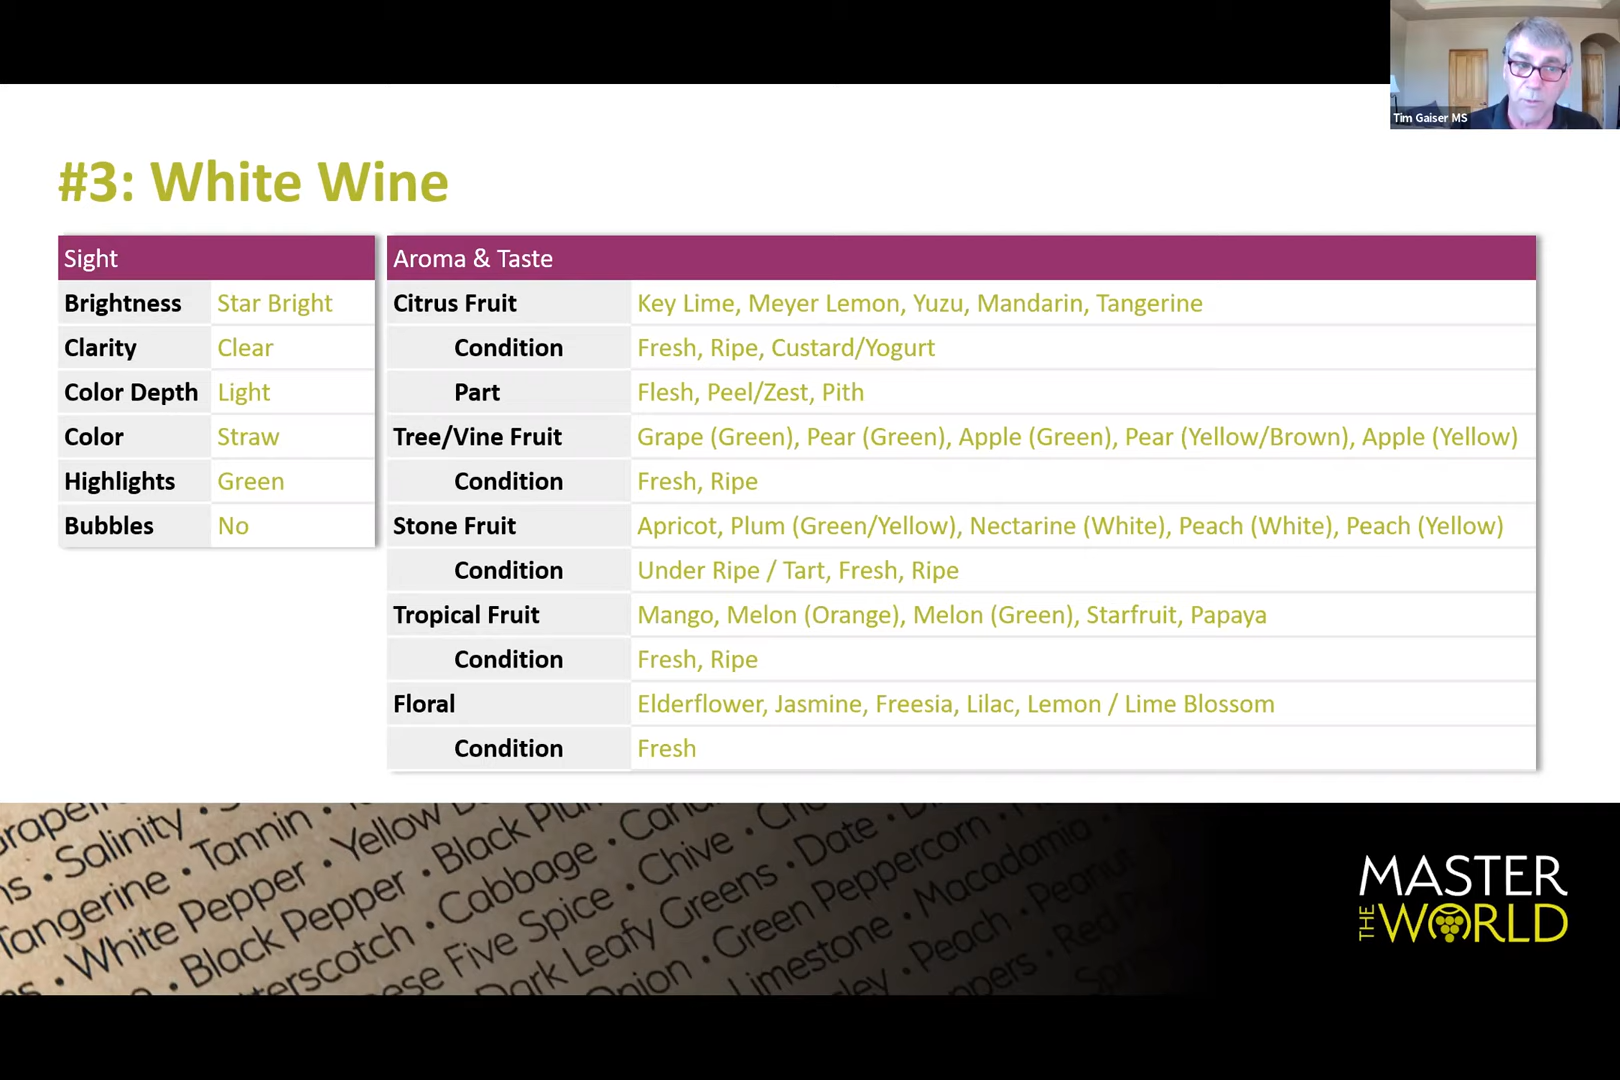 Tim Gaiser MS
#3: White Wine
Sight
Brightness Star Bright
Clarity Clear
Color Depth Light
Color Straw
Highlights Green
Bubbles No
Aroma & Taste
Citrus Fruit Key Lime, Meyer Lemon, Yuzu, Mandarin, Tangerine
Condition Fresh, Ripe, Custard/Yogurt
Part Flesh, Peel/Zest, Pith
Tree/Vine Fruit Grape (Green), Pear (Green), Apple (Green), Pear (Yellow/Brown), Apple (Yellow)
Condition Fresh, Ripe
Stone Fruit Apricot, Plum (Green/Yellow), Nectarine (White), Peach (White), Peach (Yellow)
Condition Under Ripe / Tart, Fresh, Ripe
Tropical Fruit Mango, Melon (Orange), Melon (Green), Starfruit, Papaya
Condition Fresh, Ripe
Floral Elderflower, Jasmine, Freesia, Lilac, Lemon / Lime Blossom
Condition Fresh
• Salinity •
Tangerine • Tannin •
• White Pepper • Yellow
• Black Pepper • Black Plum
Cabbage •
Five Spice • Chive •
Dark Leafy Greens • Date •
• Green Peppercorn •
Limestone • Macadamia •
• Peach • Peanut
MASTER
THE WORLD